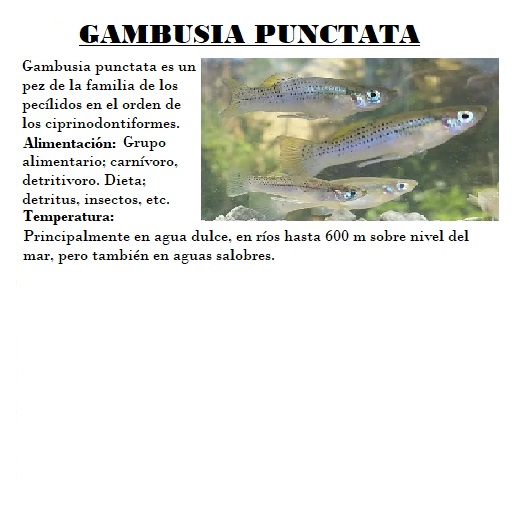 GAMBUSIA PUNCTATA
Gambusia punctata es un
pez de la familia de los
pecílidos en el orden de
los ciprinodontiformes.
Alimentación: Grupo
alimentario; carnívoro,
detritivoro. Dieta;
detritus, insectos, etc.
Temperatura:
Principalmente en agua dulce, en ríos hasta 600 m sobre nivel del
mar, pero también en aguas salobres.